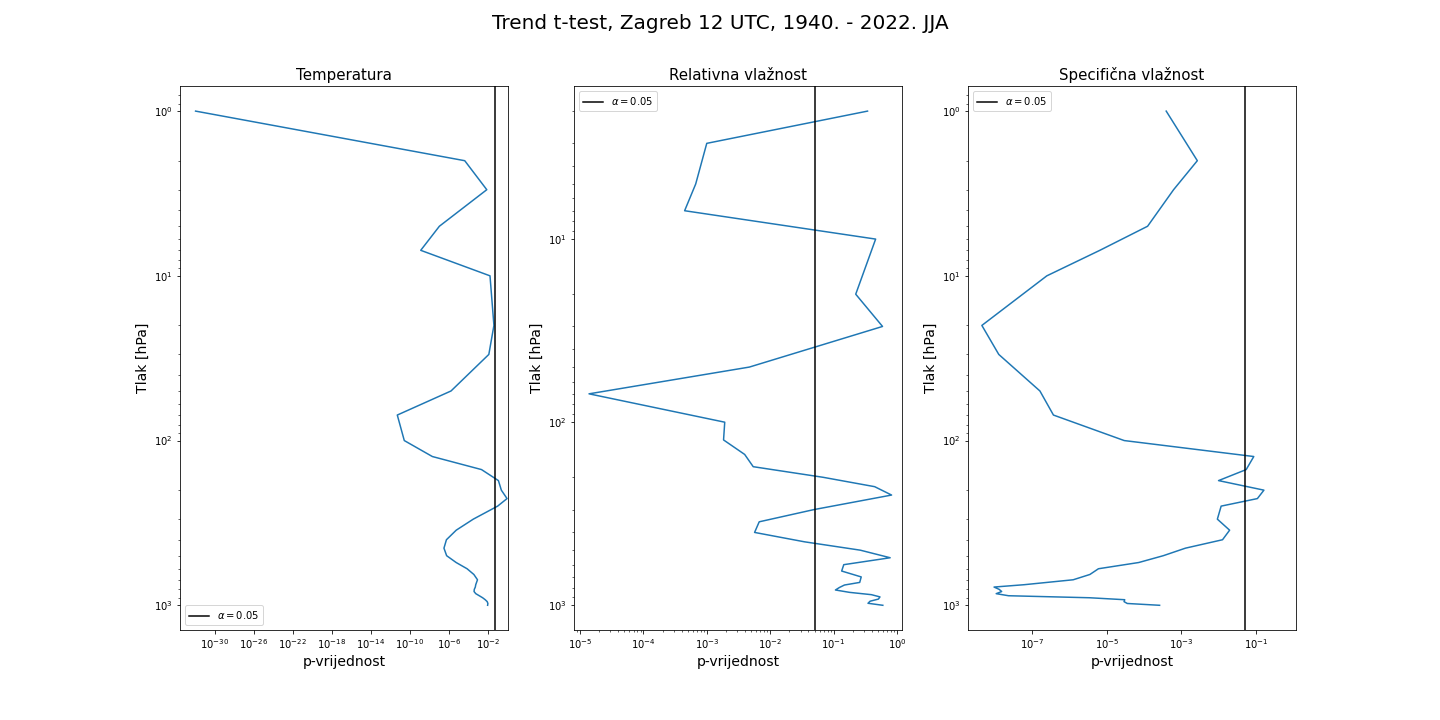 Trend t-test, Zagreb 12 UTC, 1940. - 2022. JJA
Temperatura
10⁰
10¹
10²
10³
Tlak [hPa]
α = 0.05
10⁻³⁰ 10⁻²⁶ 10⁻²² 10⁻¹⁸ 10⁻¹⁴ 10⁻¹⁰ 10⁻⁶ 10⁻²
p-vrijednost
Relativna vlažnost
α = 0.05
10¹
10²
10³
Tlak [hPa]
10⁻⁵ 10⁻⁴ 10⁻³ 10⁻² 10⁻¹ 10⁰
p-vrijednost
Specifična vlažnost
α = 0.05
10⁰
10¹
10²
10³
Tlak [hPa]
10⁻⁷ 10⁻⁵ 10⁻³ 10⁻¹
p-vrijednost